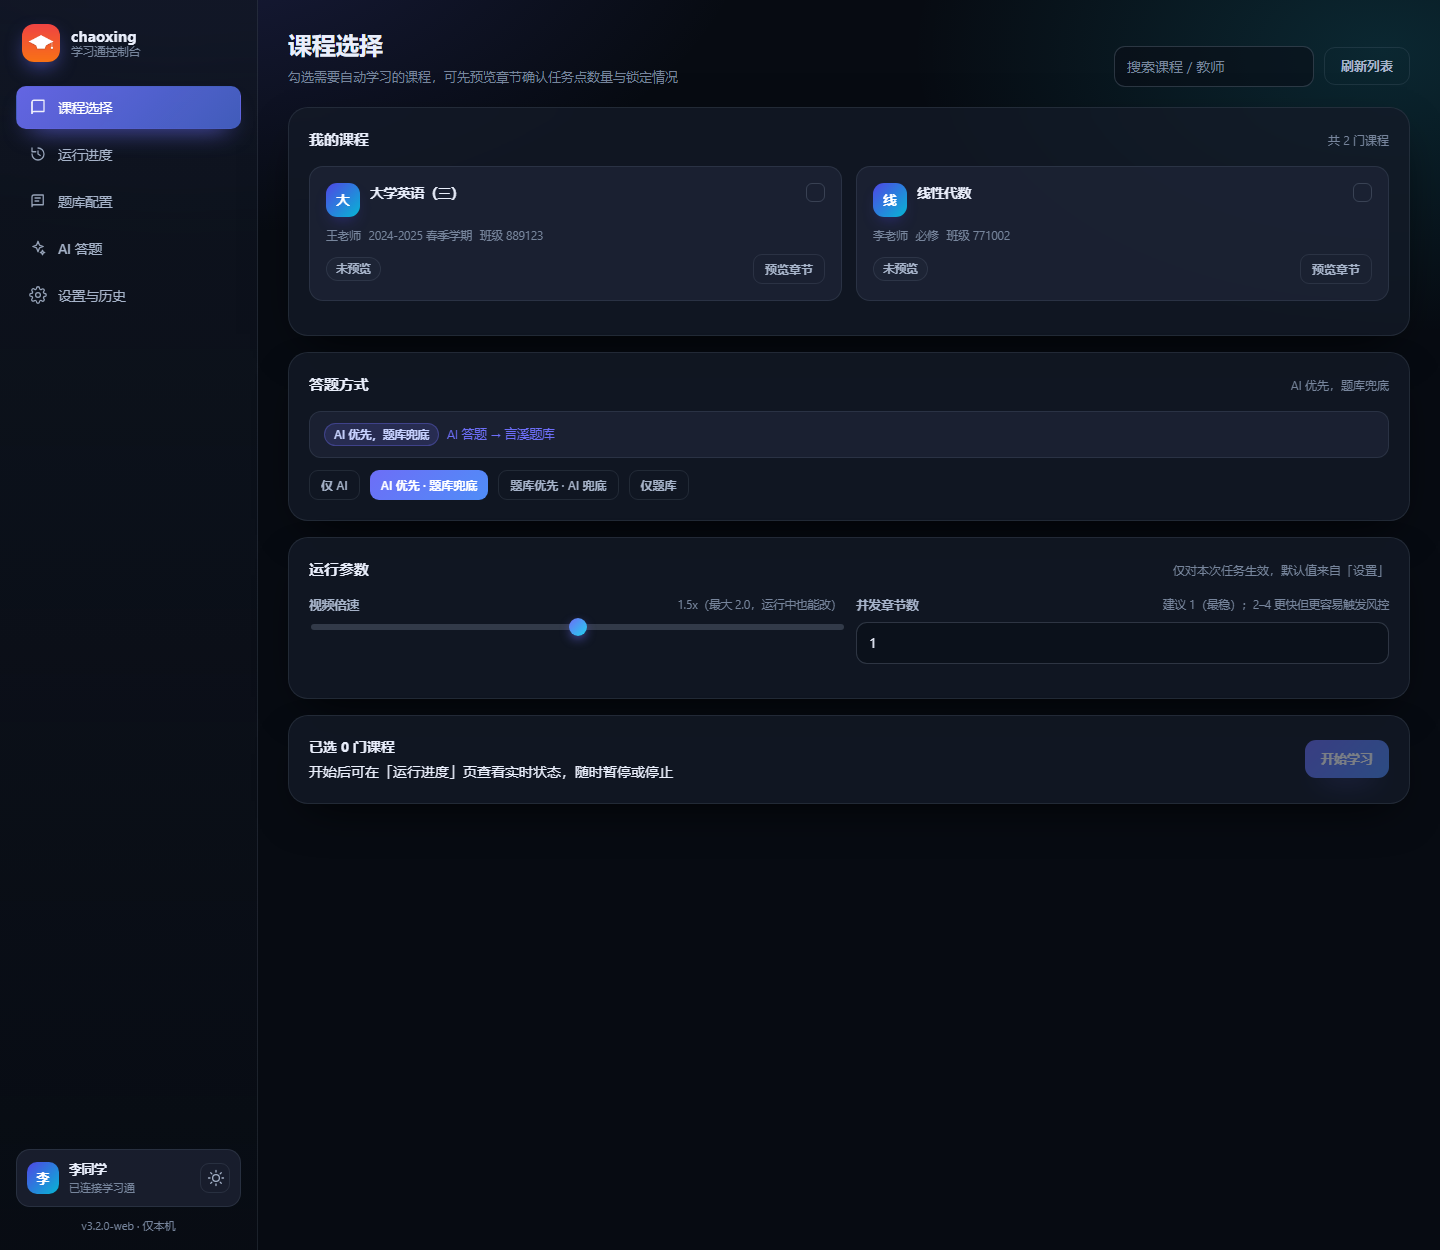 chaoxing
学习通控制台
课程选择
运行进度
题库配置
AI 答题
设置与历史
李
李同学
已连接学习通
v3.2.0-web · 仅本机
课程选择
勾选需要自动学习的课程，可先预览章节确认任务点数量与锁定情况
搜索课程 / 教师
刷新列表
我的课程
共 2 门课程
大
大学英语（三）
王老师 2024-2025 春季学期 班级 889123
未预览
预览章节
线
线性代数
李老师 必修 班级 771002
未预览
预览章节
答题方式
AI 优先，题库兜底
AI 优先，题库兜底 AI 答题 → 言溪题库
仅 AI
AI 优先 · 题库兜底
题库优先 · AI 兜底
仅题库
运行参数
仅对本次任务生效，默认值来自「设置」
视频倍速
1.5x（最大 2.0，运行中也能改）
并发章节数
建议 1（最稳）；2–4 更快但更容易触发风控
1
已选 0 门课程
开始后可在「运行进度」页查看实时状态，随时暂停或停止
开始学习